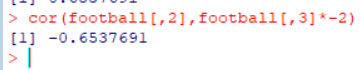 > cor(football[,2],football[,3]*-2)
[1] -0.6537691
>